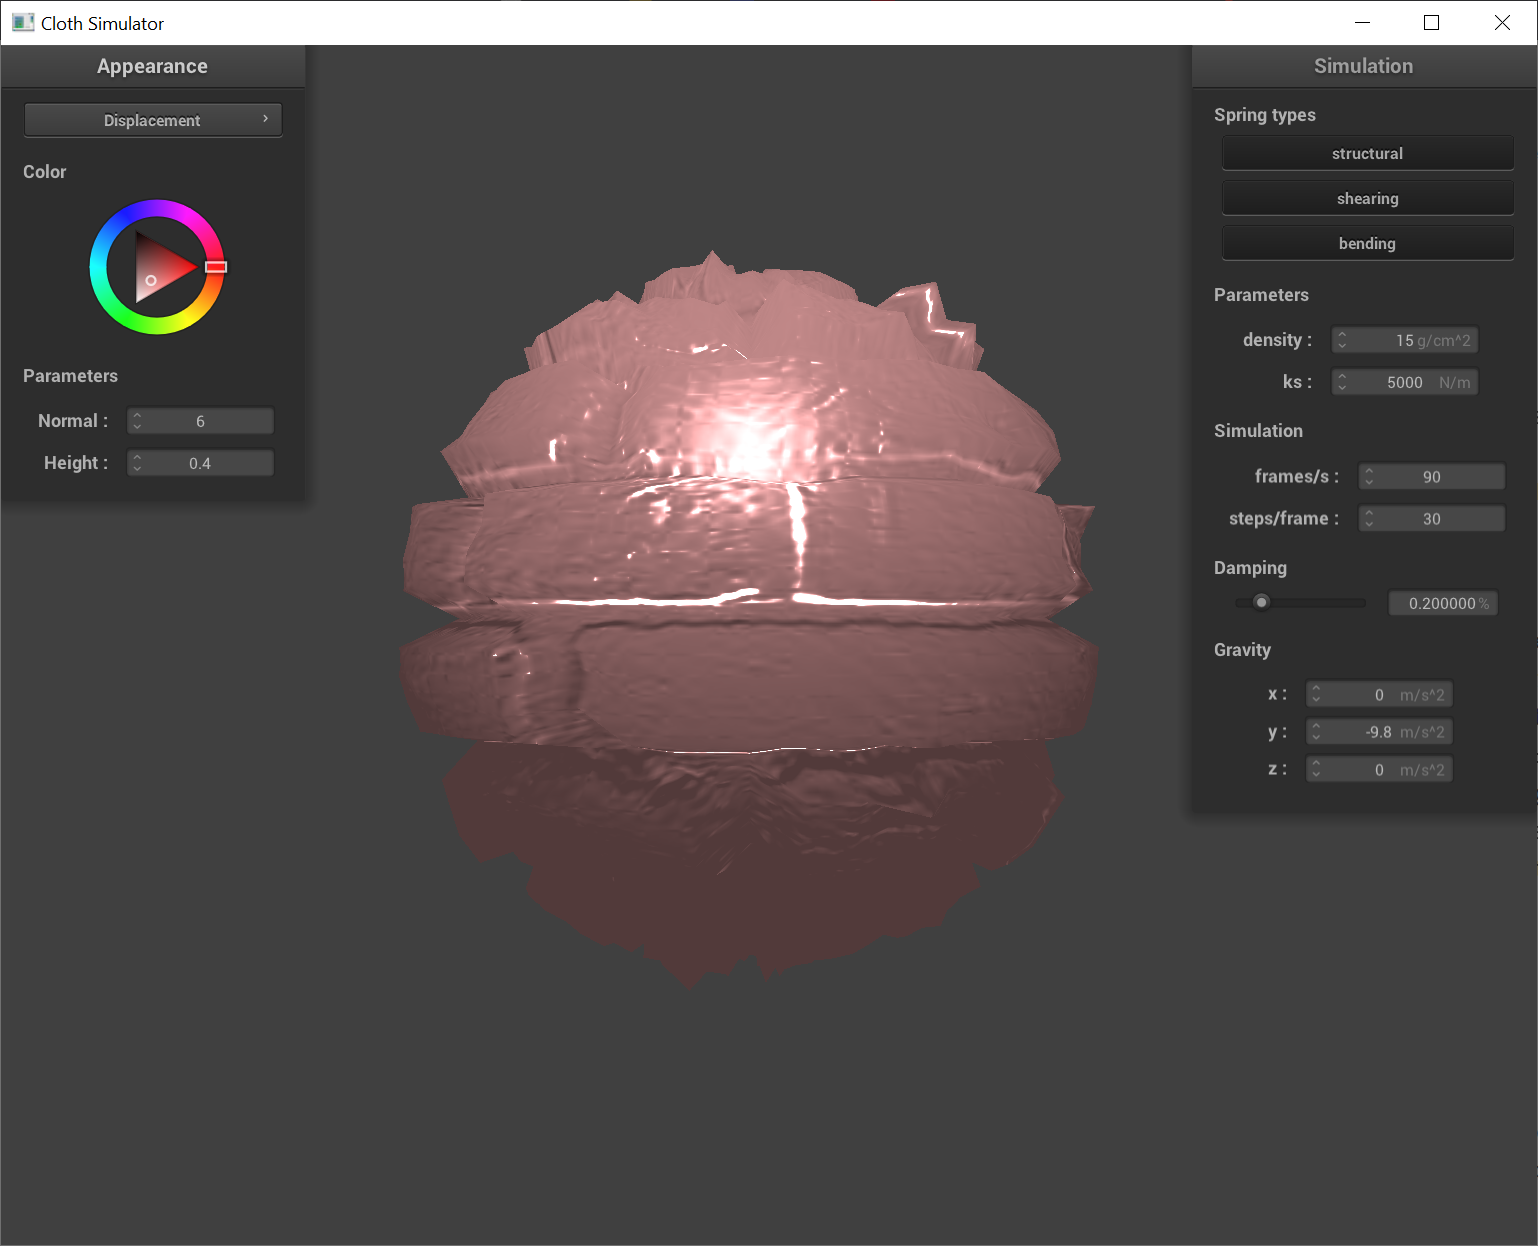 Cloth Simulator
Appearance
Displacement
Color
Parameters
Normal : 6
Height : 0.4
Simulation
Spring types
structural
shearing
bending
Parameters
density : 15 g/cm^2
ks : 5000 N/m
Simulation
frames/s : 90
steps/frame : 30
Damping
0.200000 %
Gravity
x : 0 m/s^2
y : -9.8 m/s^2
z : 0 m/s^2